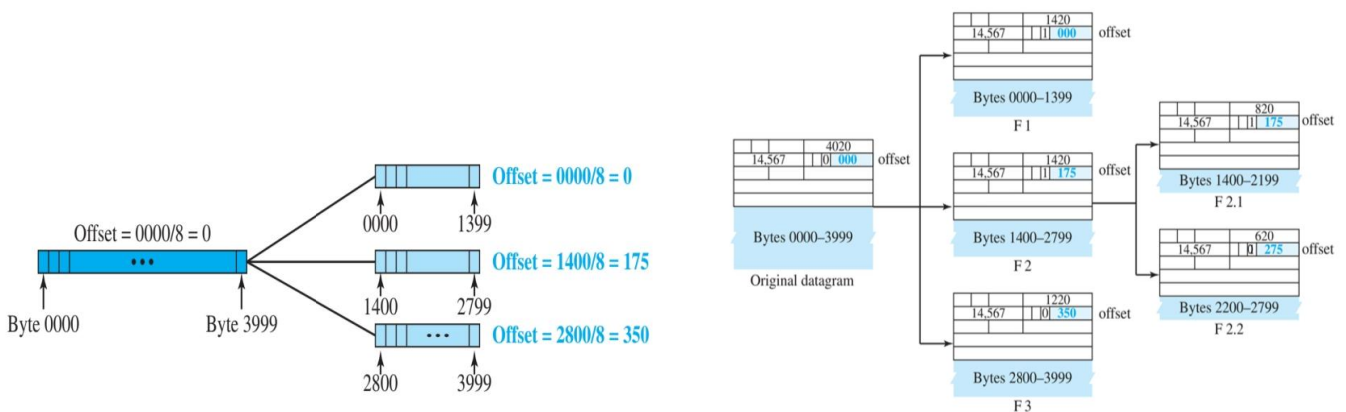 Offset = 0000/8 = 0
Byte 0000
Byte 3999
Offset = 0000/8 = 0
0000
1399
Offset = 1400/8 = 175
1400
2799
Offset = 2800/8 = 350
2800
3999
4020
14,567 0 000 offset
Bytes 0000–3999
Original datagram
1420
14,567 1 000 offset
Bytes 0000–1399
F 1
1420
14,567 1 175 offset
Bytes 1400–2799
F 2
1220
14,567 0 350 offset
Bytes 2800–3999
F 3
820
14,567 1 175 offset
Bytes 1400–2199
F 2.1
620
14,567 0 275 offset
Bytes 2200–2799
F 2.2